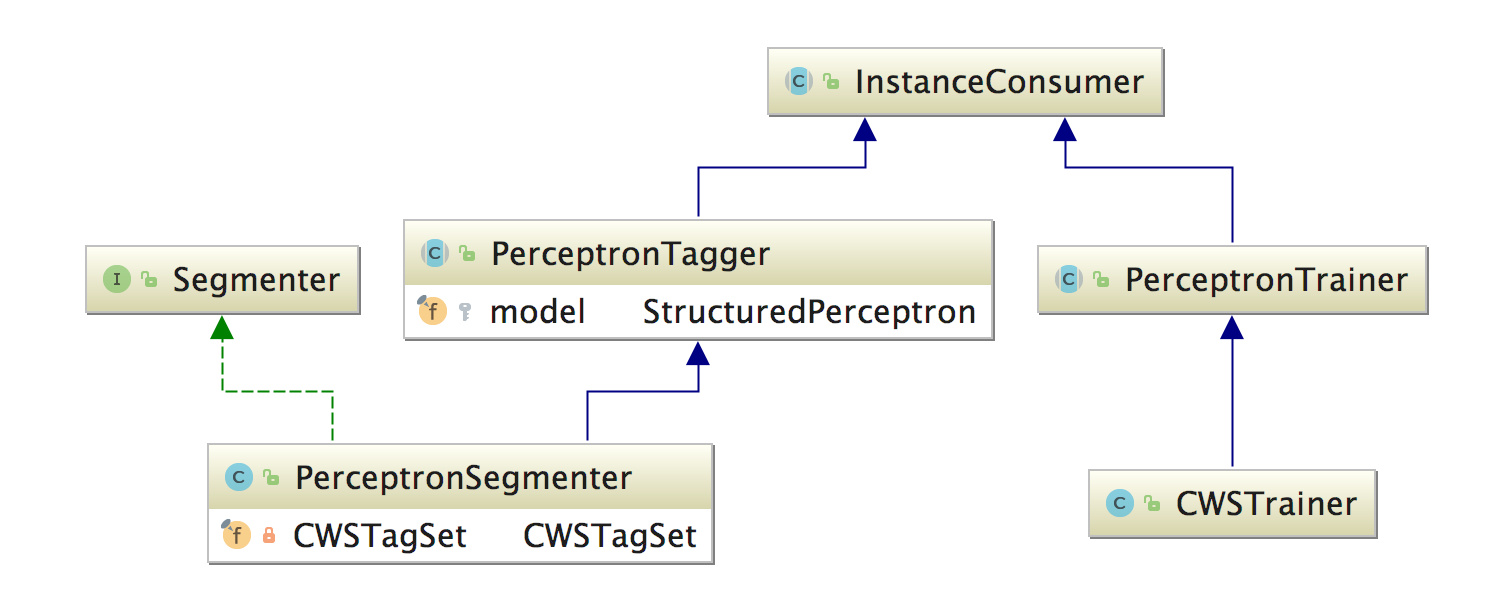 InstanceConsumer
PerceptronTagger
model StructuredPerceptron
Segmenter
PerceptronTrainer
PerceptronSegmenter
CWSTagSet CWSTagSet
CWSTrainer